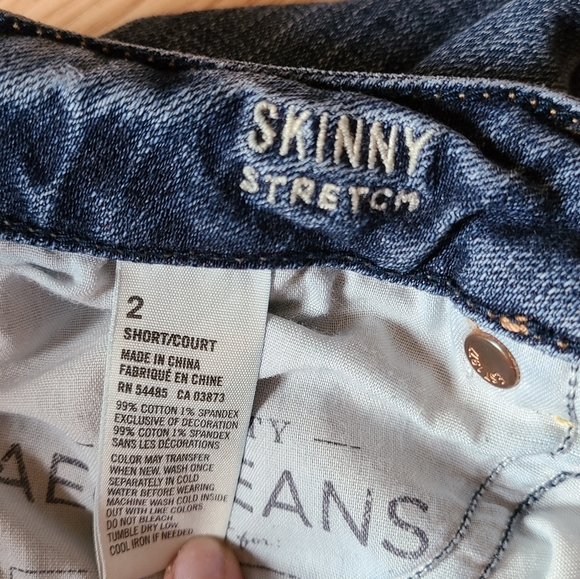 SKINNY
STRETCH
2
SHORT/COURT
MADE IN CHINA
FABRIQUÉ EN CHINE
RN 54485 CA 03873
99% COTTON 1% SPANDEX
EXCLUSIVE OF DECORATION
99% COTON 1% SPANDEX
SANS LES DÉCORATIONS
COLOR MAY TRANSFER
WHEN NEW. WASH ONCE
SEPARATELY IN COLD
WATER BEFORE WEARING
MACHINE WASH COLD INSIDE
OUT WITH LIKE COLORS
DO NOT BLEACH
TUMBLE DRY LOW
COOL IRON IF NEEDED
TY
AE
EANS
for: